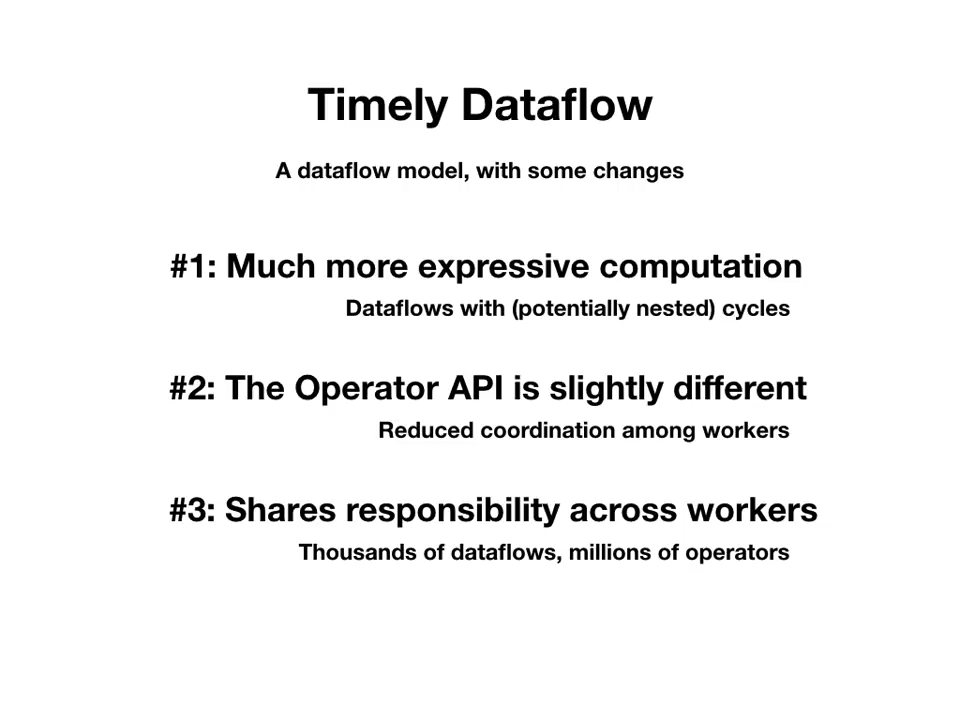 Timely Dataflow
A dataflow model, with some changes
#1: Much more expressive computation
Dataflows with (potentially nested) cycles
#2: The Operator API is slightly different
Reduced coordination among workers
#3: Shares responsibility across workers
Thousands of dataflows, millions of operators